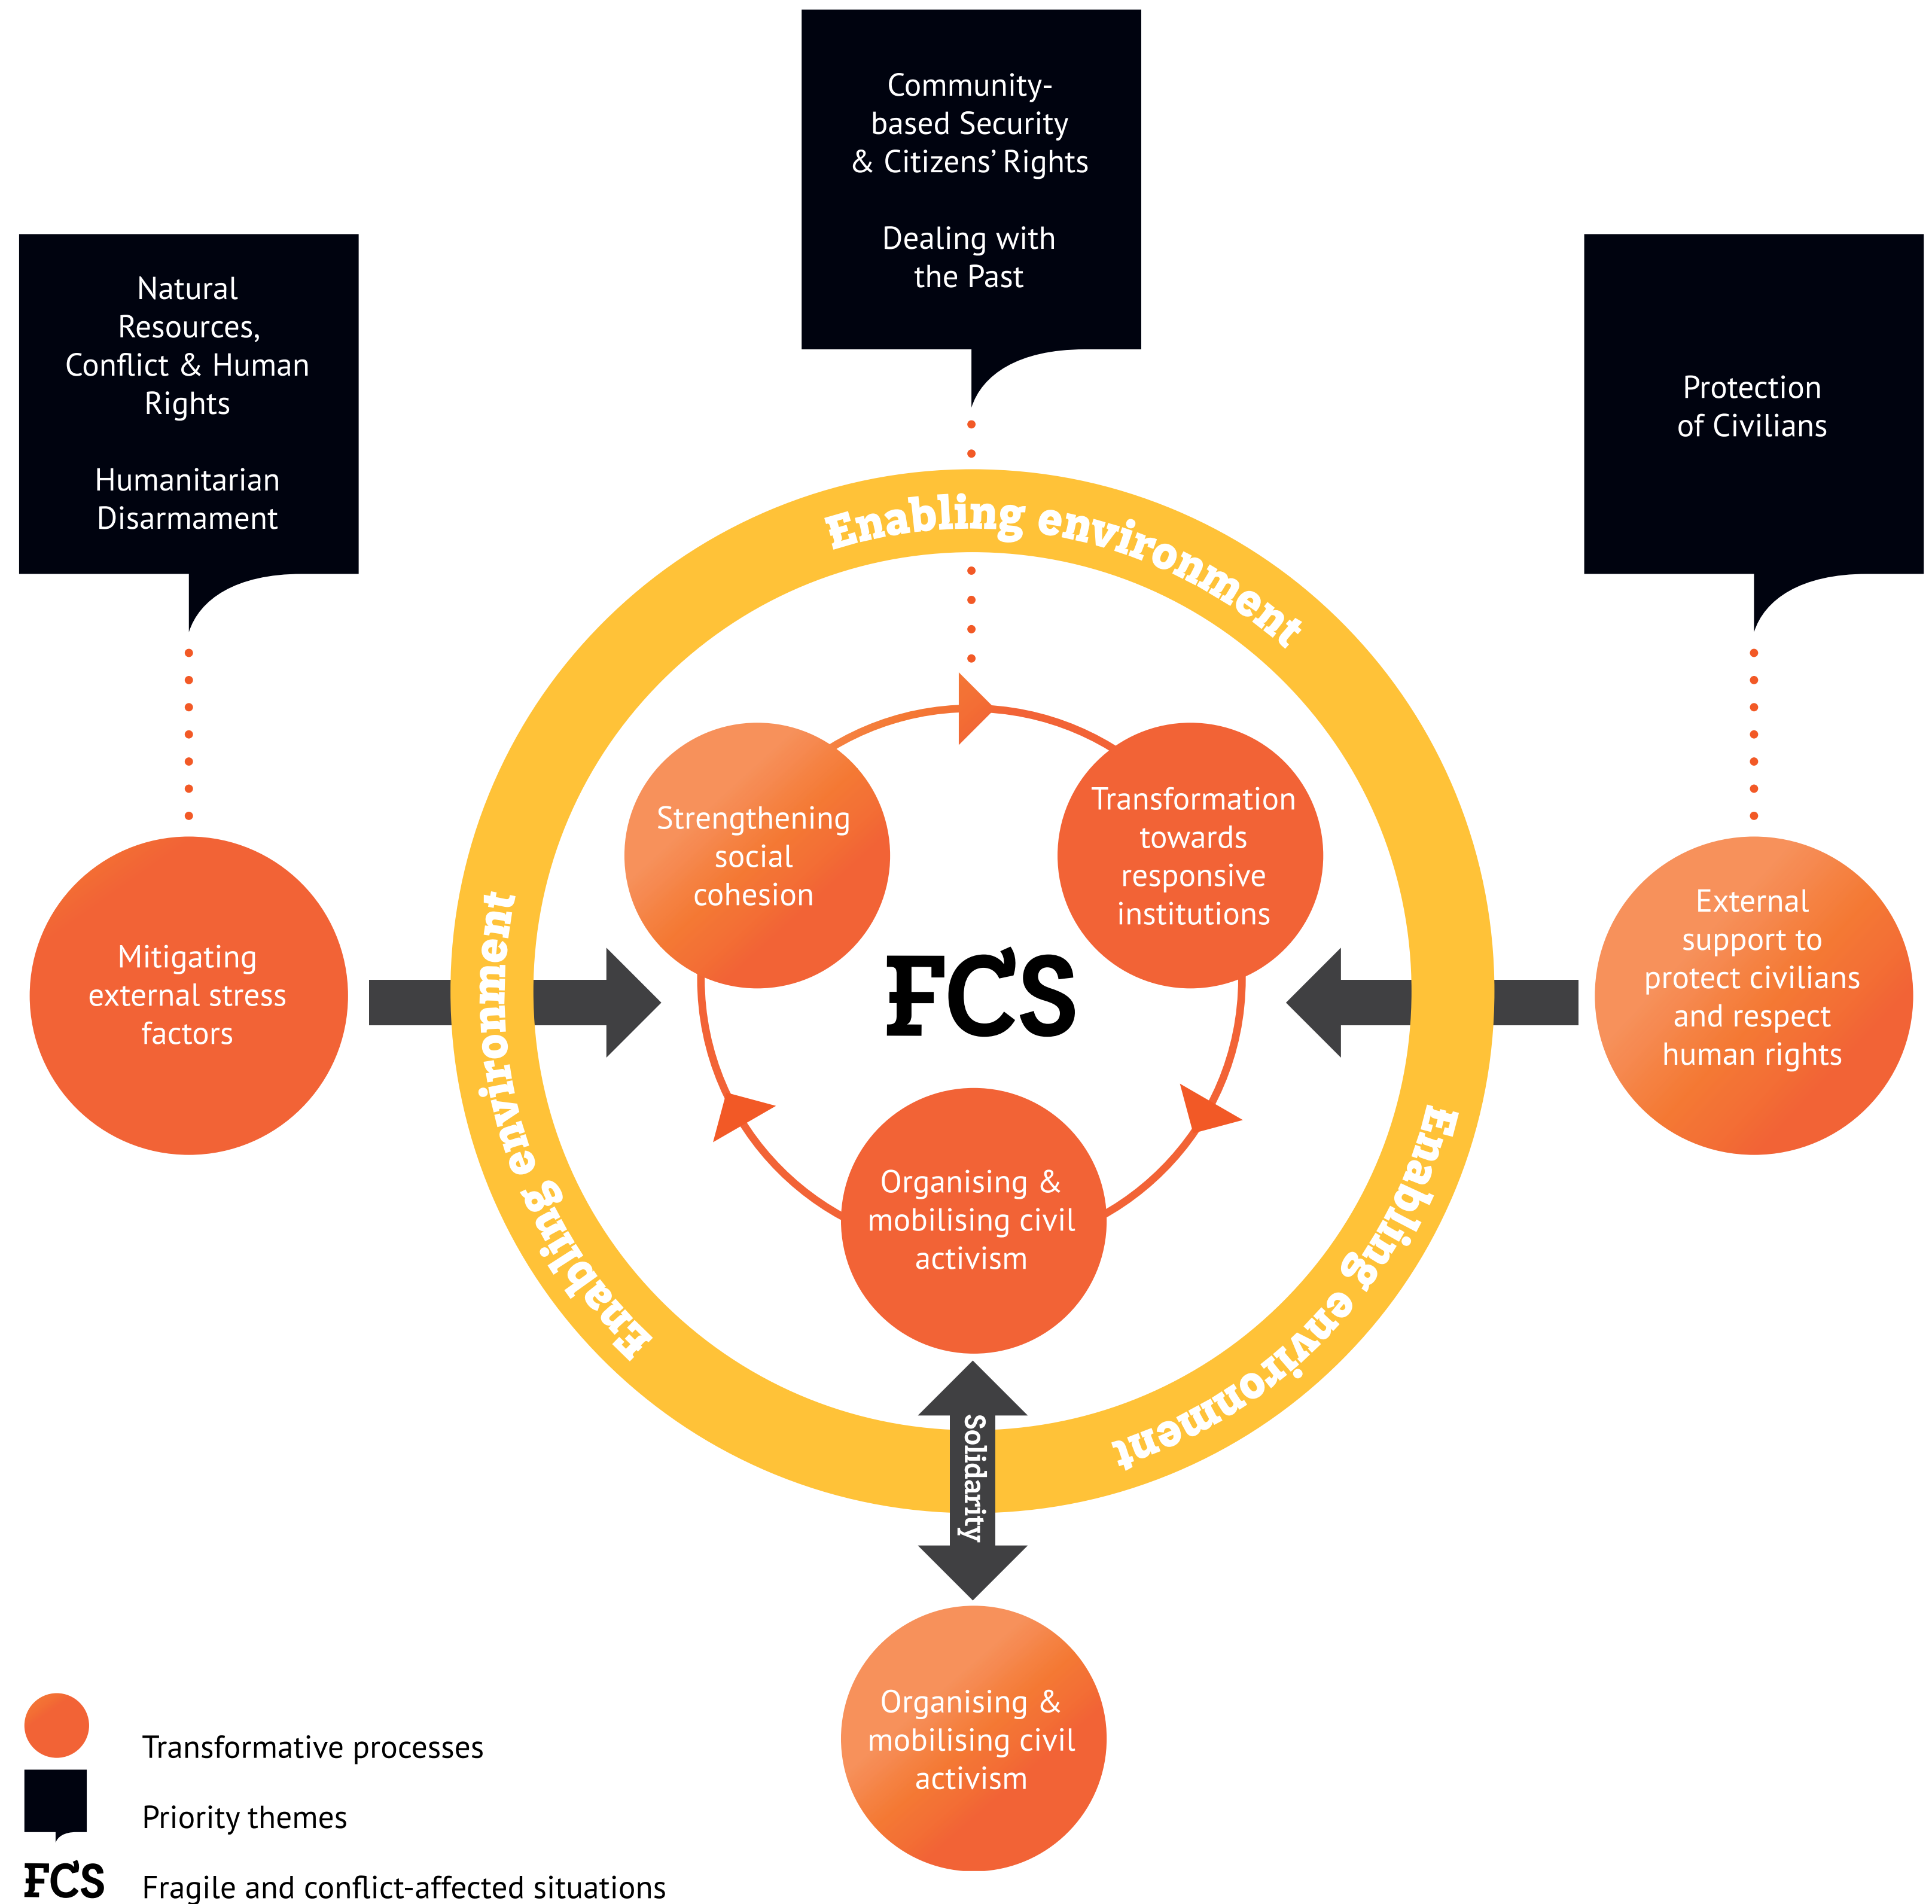 Community-
based Security
& Citizens’ Rights
Dealing with
the Past
Natural
Resources,
Conflict & Human
Rights
Humanitarian
Disarmament
Protection
of Civilians
Enabling environment
Enabling environment
Enabling environment
Strengthening
social
cohesion
Transformation
towards
responsive
institutions
Mitigating
external stress
factors
FCS
External
support to
protect civilians
and respect
human rights
Organising &
mobilising civil
activism
Solidarity
Organising &
mobilising civil
activism
Transformative processes
Priority themes
FCS Fragile and conflict-affected situations